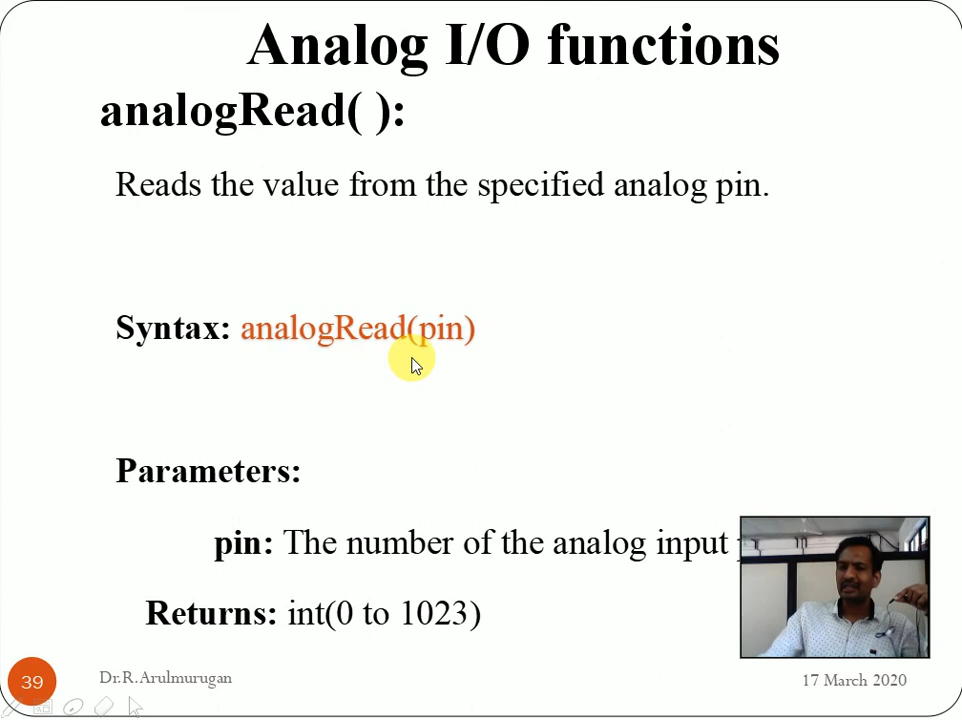 Analog I/O functions
analogRead( ):
Reads the value from the specified analog pin.
Syntax: analogRead(pin)
Parameters:
pin: The number of the analog input
Returns: int(0 to 1023)
39
Dr.R.Arulmurugan
17 March 2020